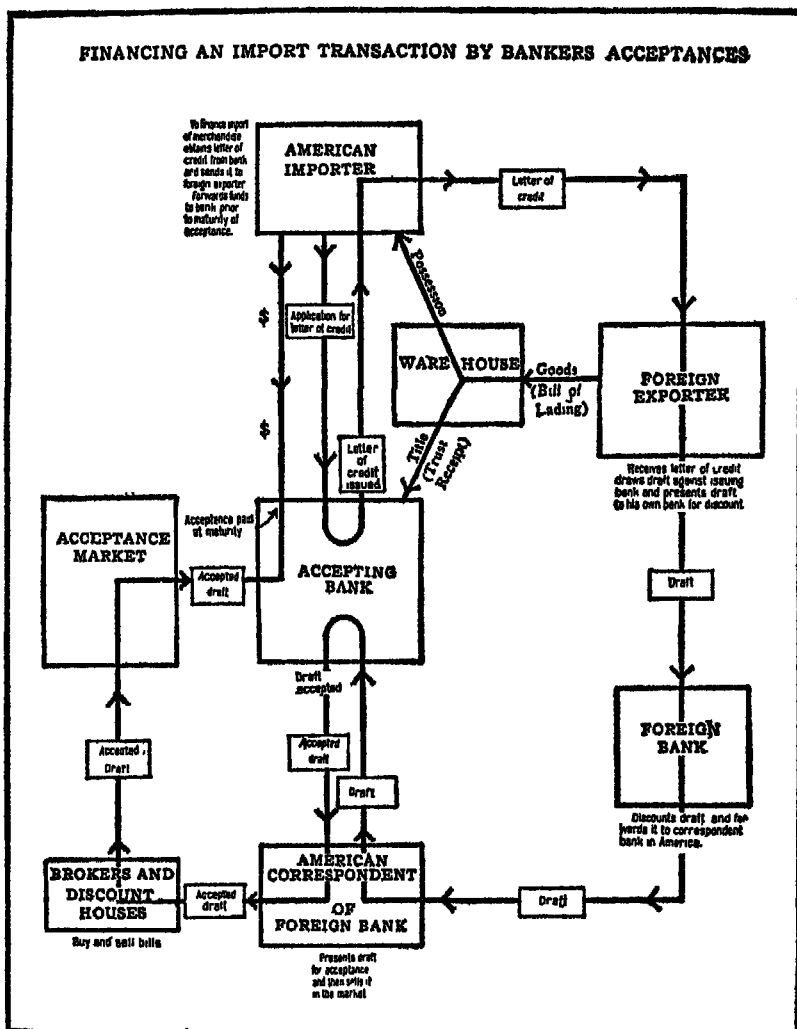 FINANCING AN IMPORT TRANSACTION BY BANKERS ACCEPTANCES
To finance import
of merchandise
obtains letter of
credit from bank
and sends it to
foreign exporter
Forwards funds
to bank prior
to maturity of
acceptance.
AMERICAN
IMPORTER
Letter of
credit
$
Application for
letter of credit
$
Letter
of
credit
issued
Possession
WARE HOUSE
Goods
(Bill of
Lading)
Title
(Trust
Receipt)
FOREIGN
EXPORTER
Receives letter of credit
draws draft against issuing
bank and presents draft
to his own bank for discount
Acceptance paid
at maturity
ACCEPTANCE
MARKET
Accepted
draft
ACCEPTING
BANK
Draft
Draft
accepted
Accepted
draft
Draft
Accepted
Draft
FOREIGN
BANK
Discounts draft and for
wards it to correspondent
bank in America.
BROKERS AND
DISCOUNT
HOUSES
Buy and sell bills
Accepted
draft
AMERICAN
CORRESPONDENT
OF
FOREIGN BANK
Presents draft
for acceptance
and then sells it
in the market
Draft